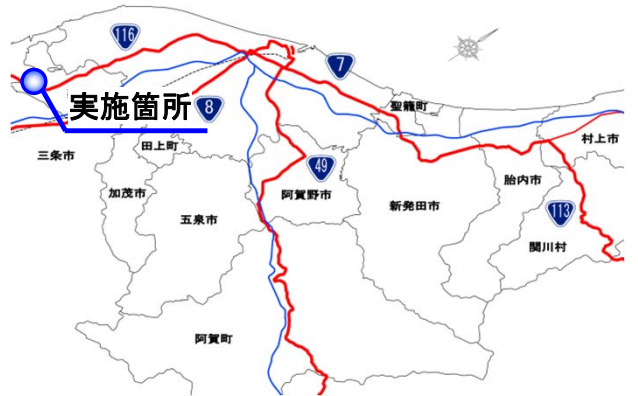 116
7
実施箇所
8
聖籠町
三条市
田上町
村上市
49
加茂市
阿賀野市
胎内市
五泉市
新発田市
113
関川村
阿賀町